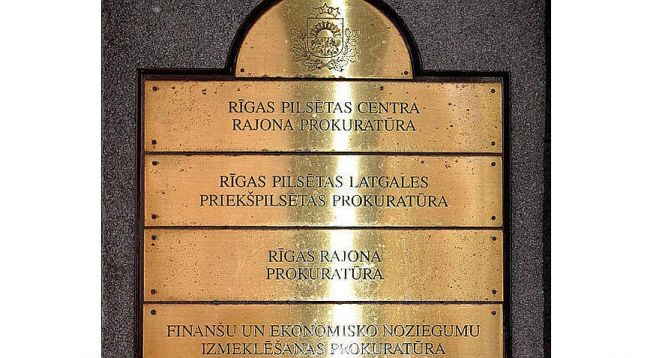 RĪGAS PILSĒTAS CENTRA
RAJONA PROKURATŪRA
RĪGAS PILSĒTAS LATGALES
PRIEKŠPILSĒTAS PROKURATŪRA
RĪGAS RAJONA
PROKURATŪRA
FINANŠU UN EKONOMISKO NOZIEGUMU
IZMEKLĒŠANAS PROKURATŪRA